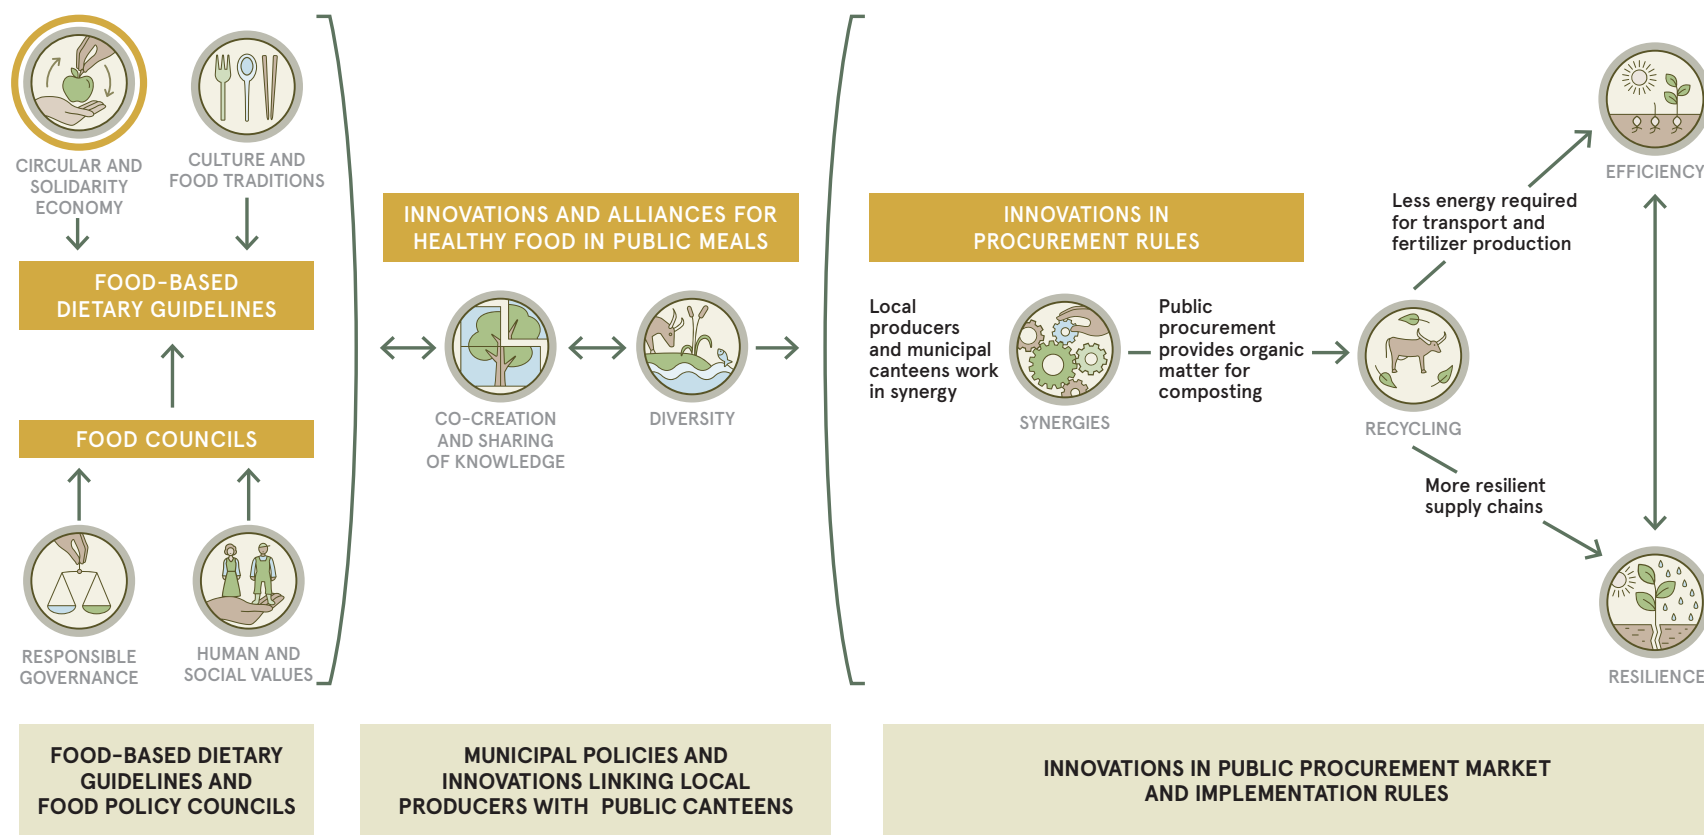 CIRCULAR AND
SOLIDARITY
ECONOMY
CULTURE AND
FOOD TRADITIONS
FOOD-BASED
DIETARY GUIDELINES
FOOD COUNCILS
RESPONSIBLE
GOVERNANCE
HUMAN AND
SOCIAL VALUES
INNOVATIONS AND ALLIANCES FOR
HEALTHY FOOD IN PUBLIC MEALS
CO-CREATION
AND SHARING
OF KNOWLEDGE
DIVERSITY
INNOVATIONS IN
PROCUREMENT RULES
Local
producers
and municipal
canteens work
in synergy
SYNERGIES
Public
procurement
provides organic
matter for
composting
RECYCLING
Less energy required
for transport and
fertilizer production
EFFICIENCY
More resilient
supply chains
RESILIENCE
FOOD-BASED DIETARY
GUIDELINES AND
FOOD POLICY COUNCILS
MUNICIPAL POLICIES AND
INNOVATIONS LINKING LOCAL
PRODUCERS WITH PUBLIC CANTEENS
INNOVATIONS IN PUBLIC PROCUREMENT MARKET
AND IMPLEMENTATION RULES